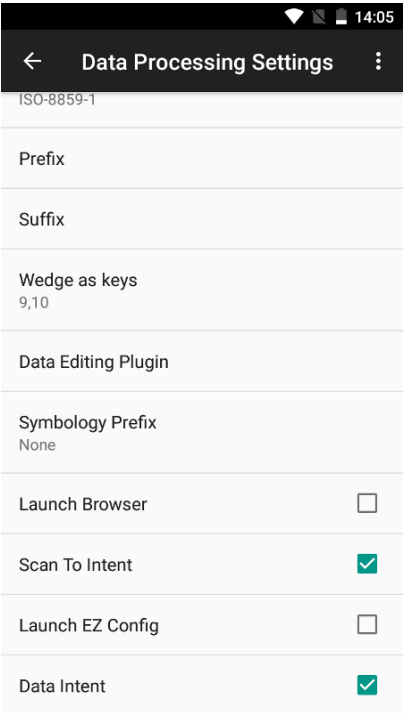 14:05
Data Processing Settings
ISO-8859-1
Prefix
Suffix
Wedge as keys
9,10
Data Editing Plugin
Symbology Prefix
None
Launch Browser
Scan To Intent
Launch EZ Config
Data Intent